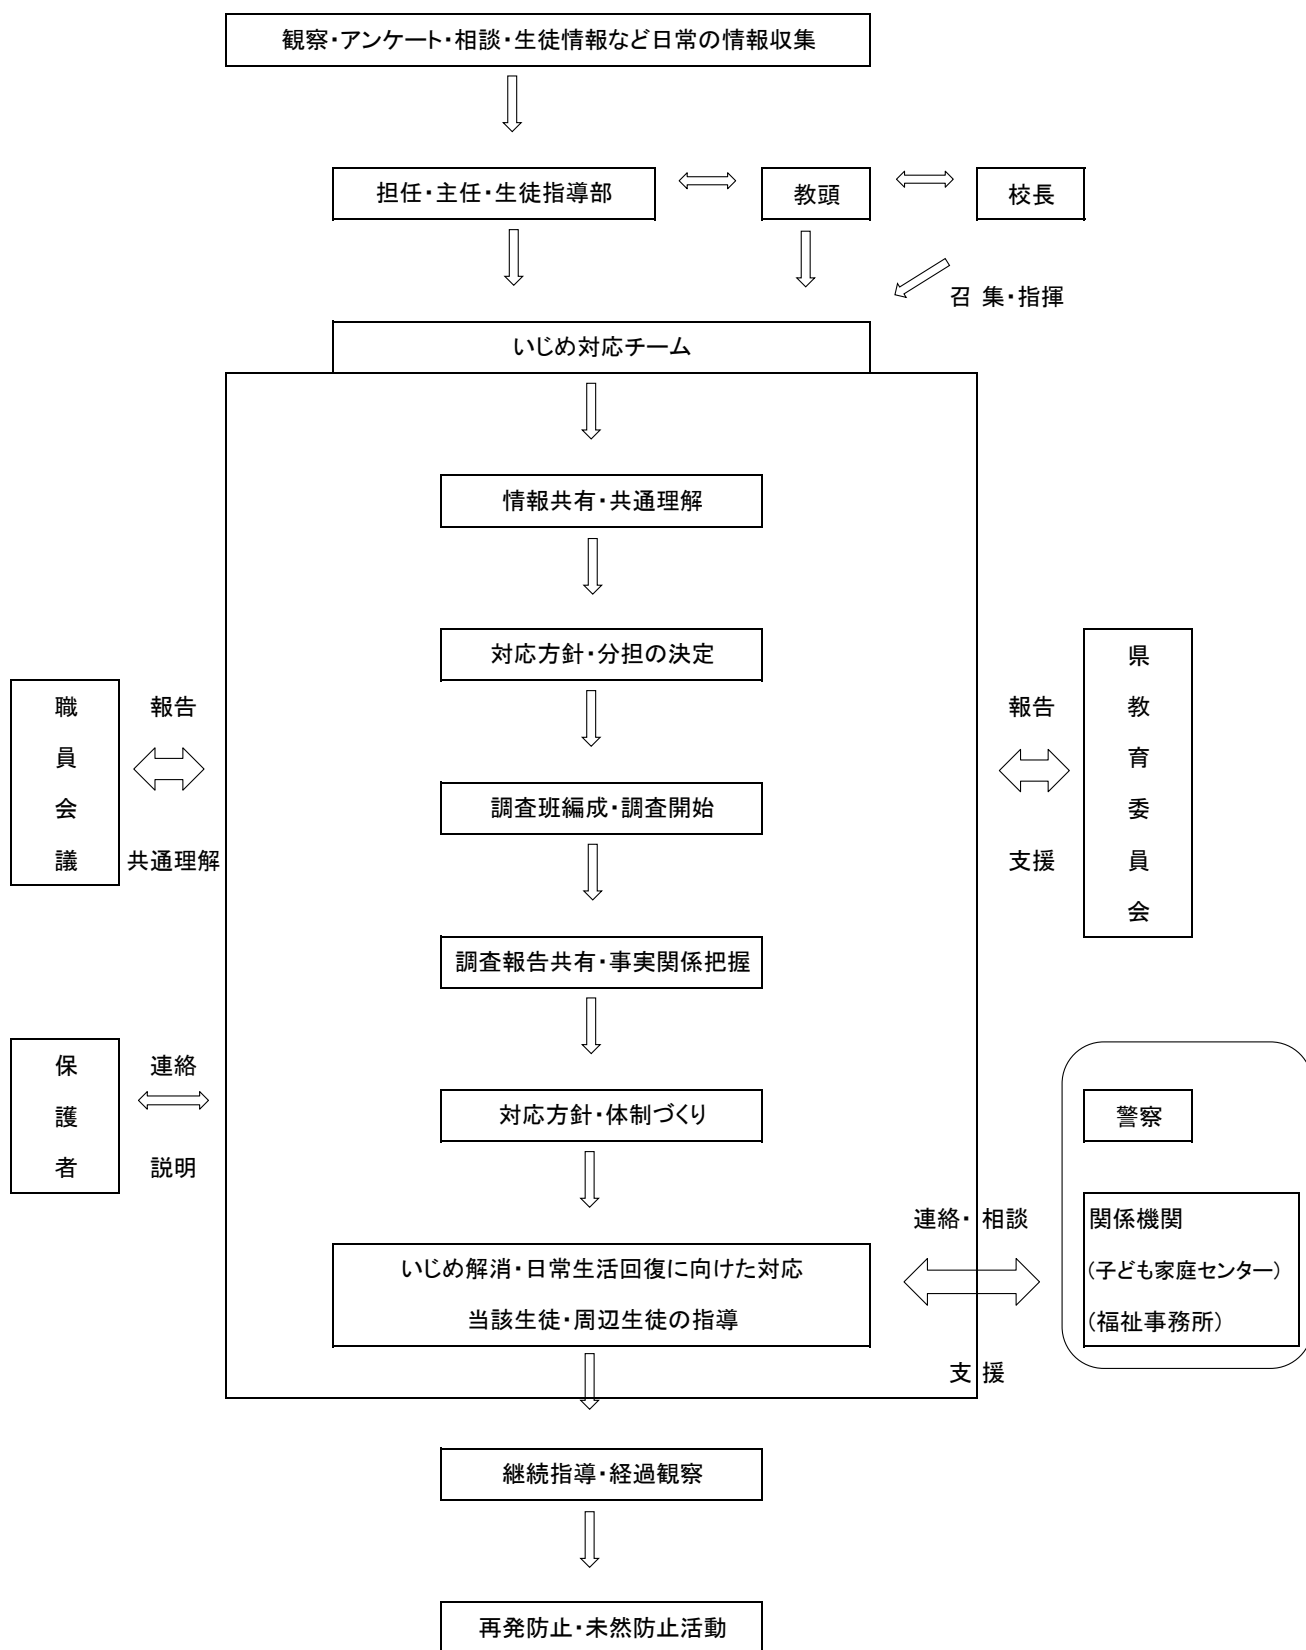 観察・アンケート・相談・生徒情報など日常の情報収集
担任・主任・生徒指導部
教頭
校長
召 集・指揮
いじめ対応チーム
情報共有・共通理解
対応方針・分担の決定
調査班編成・調査開始
調査報告共有・事実関係把握
対応方針・体制づくり
いじめ解消・日常生活回復に向けた対応
当該生徒・周辺生徒の指導
職員会議
報告
共通理解
保護者
連絡
説明
報告
支援
県教育委員会
警察
連絡・ 相談
支 援
関係機関
(子ども家庭センター)
(福祉事務所)
継続指導・経過観察
再発防止・未然防止活動